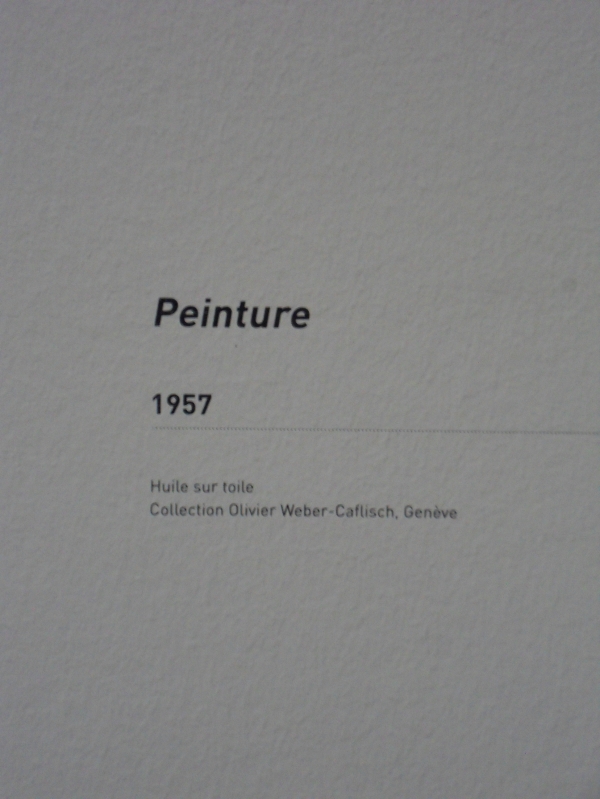 Peinture
1957
Huile sur toile
Collection Olivier Weber-Caflisch, Genève